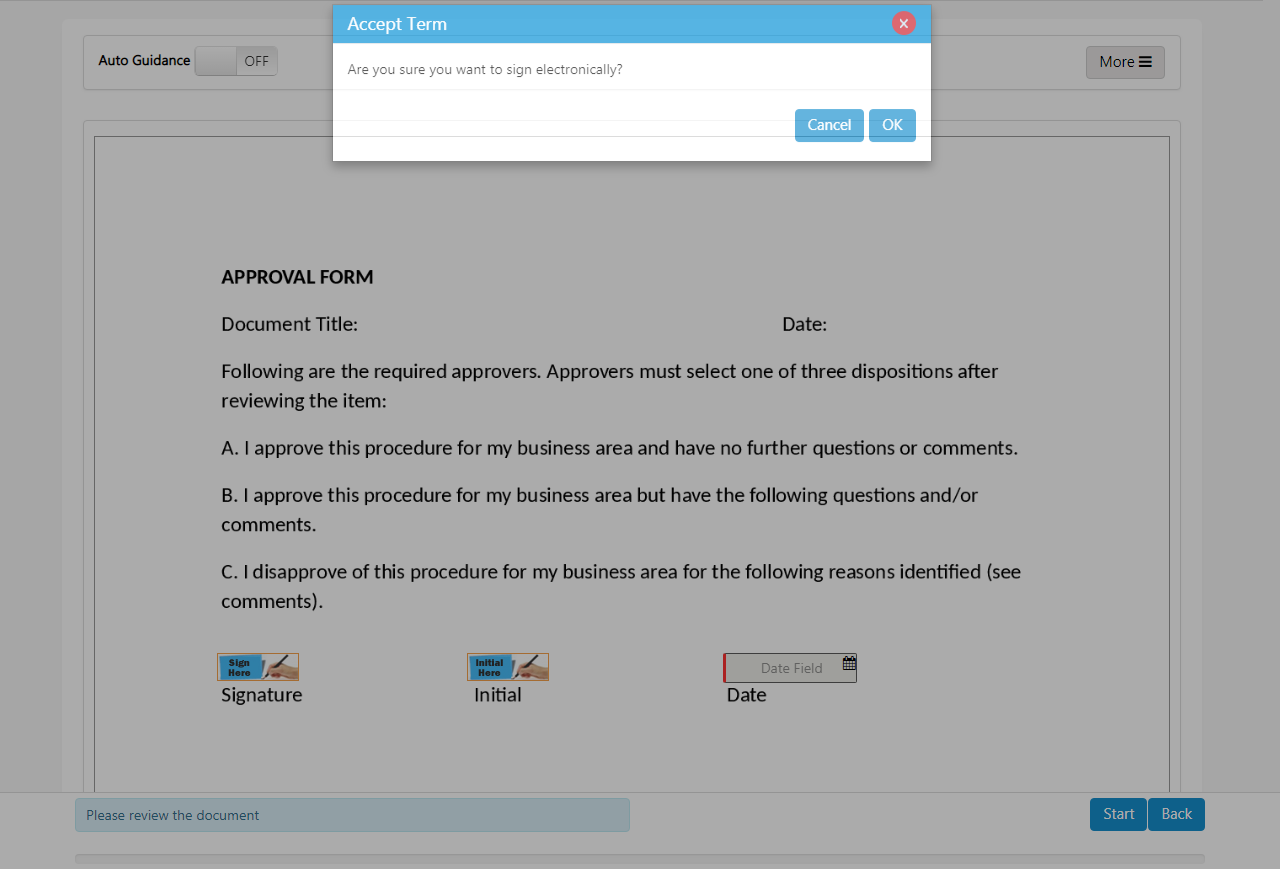 Accept Term
Auto Guidance OFF
More
Are you sure you want to sign electronically?
Cancel OK
APPROVAL FORM
Document Title: Date:
Following are the required approvers. Approvers must select one of three dispositions after
reviewing the item:
A. I approve this procedure for my business area and have no further questions or comments.
B. I approve this procedure for my business area but have the following questions and/or
comments.
C. I disapprove of this procedure for my business area for the following reasons identified (see
comments).
Sign
Here
Initial
Here
Date Field
Signature Initial Date
Please review the document
Start Back